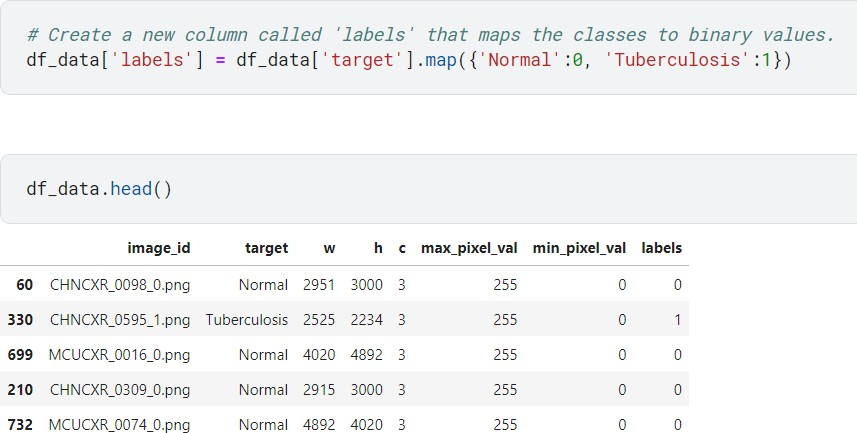 # Create a new column called 'labels' that maps the classes to binary values.
df_data['labels'] = df_data['target'].map({'Normal':0, 'Tuberculosis':1})
df_data.head()
image_id target w h c max_pixel_val min_pixel_val labels
60 CHNCXR_0098_0.png Normal 2951 3000 3 255 0 0
330 CHNCXR_0595_1.png Tuberculosis 2525 2234 3 255 0 1
699 MCUCXR_0016_0.png Normal 4020 4892 3 255 0 0
210 CHNCXR_0309_0.png Normal 2915 3000 3 255 0 0
732 MCUCXR_0074_0.png Normal 4892 4020 3 255 0 0